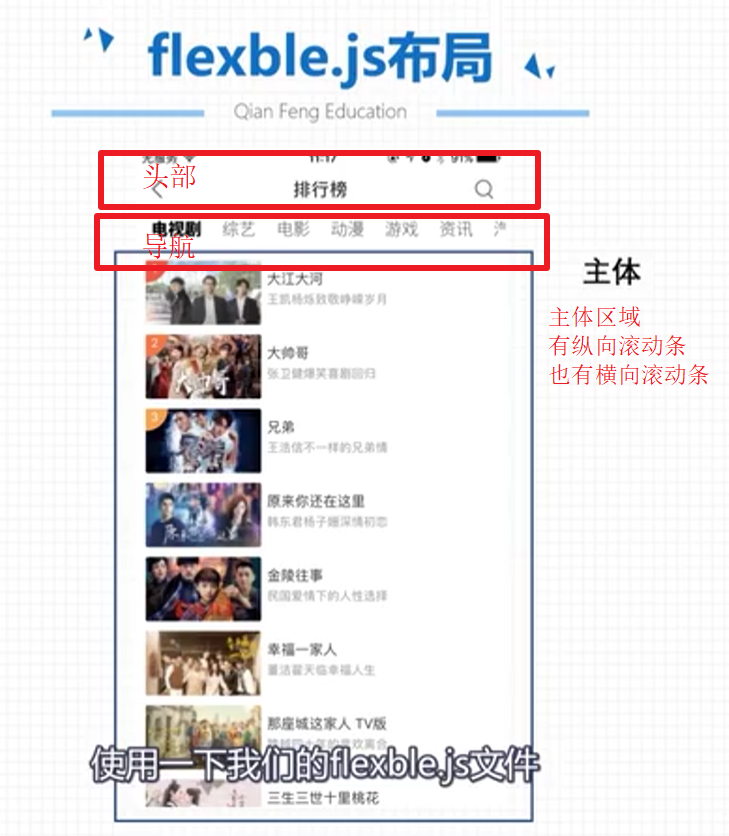 flexble.js布局
Qian Feng Education
无服务 11:17 91%
头部
排行榜
电视剧 综艺 电影 动漫 游戏 资讯
导航
大江大河
王凯杨烁致敬峥嵘岁月
主体
主体区域
有纵向滚动条
也有横向滚动条
2
大帅哥
张卫健爆笑喜剧回归
3
兄弟
王浩信不一样的兄弟情
原来你还在这里
韩东君杨子姗深情初恋
金陵往事
民国爱情下的人性选择
幸福一家人
董洁翟天临幸福人生
那座城这家人 TV版
使用一下我们的flexble.js文件
三生三世十里桃花